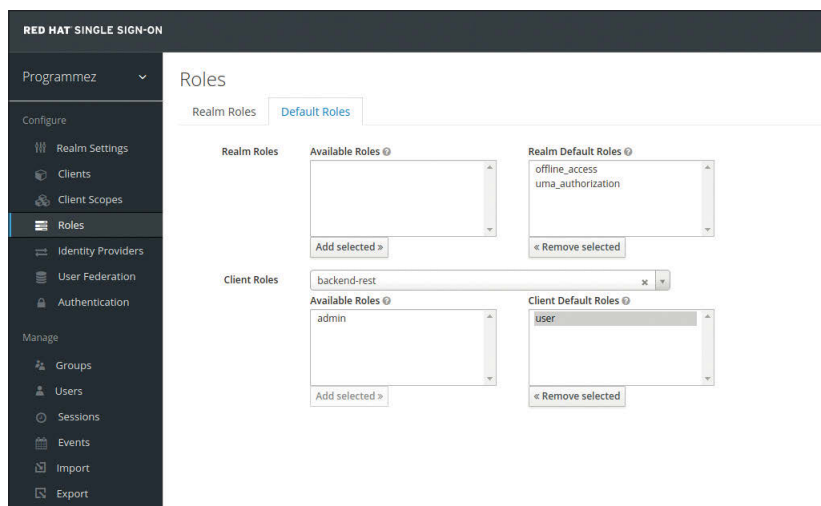 RED HAT SINGLE SIGN-ON
Programmez
Configure
Realm Settings
Clients
Client Scopes
Roles
Identity Providers
User Federation
Authentication
Manage
Groups
Users
Sessions
Events
Import
Export
Roles
Realm Roles Default Roles
Realm Roles Available Roles Realm Default Roles
offline_access
uma_authorization
Add selected » « Remove selected
Client Roles backend-rest
Available Roles Client Default Roles
admin user
Add selected » « Remove selected